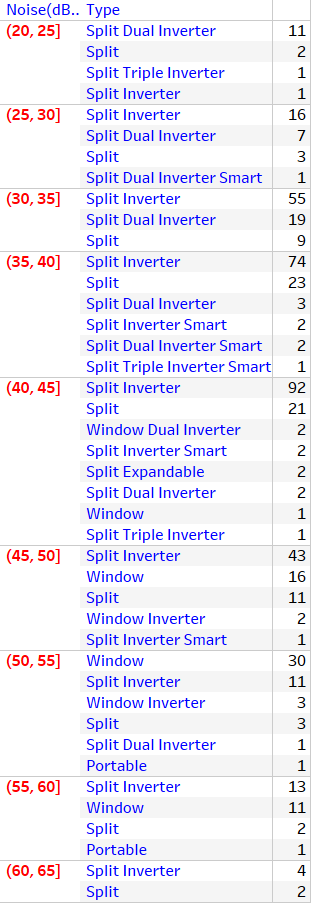 Noise(dB.. Type
(20, 25] Split Dual Inverter 11
Split 2
Split Triple Inverter 1
Split Inverter 1
(25, 30] Split Inverter 16
Split Dual Inverter 7
Split 3
Split Dual Inverter Smart 1
(30, 35] Split Inverter 55
Split Dual Inverter 19
Split 9
(35, 40] Split Inverter 74
Split 23
Split Dual Inverter 3
Split Inverter Smart 2
Split Dual Inverter Smart 2
Split Triple Inverter Smart 1
(40, 45] Split Inverter 92
Split 21
Window Dual Inverter 2
Split Inverter Smart 2
Split Expandable 2
Split Dual Inverter 2
Window 1
Split Triple Inverter 1
(45, 50] Split Inverter 43
Window 16
Split 11
Window Inverter 2
Split Inverter Smart 1
(50, 55] Window 30
Split Inverter 11
Window Inverter 3
Split 3
Split Dual Inverter 1
Portable 1
(55, 60] Split Inverter 13
Window 11
Split 2
Portable 1
(60, 65] Split Inverter 4
Split 2